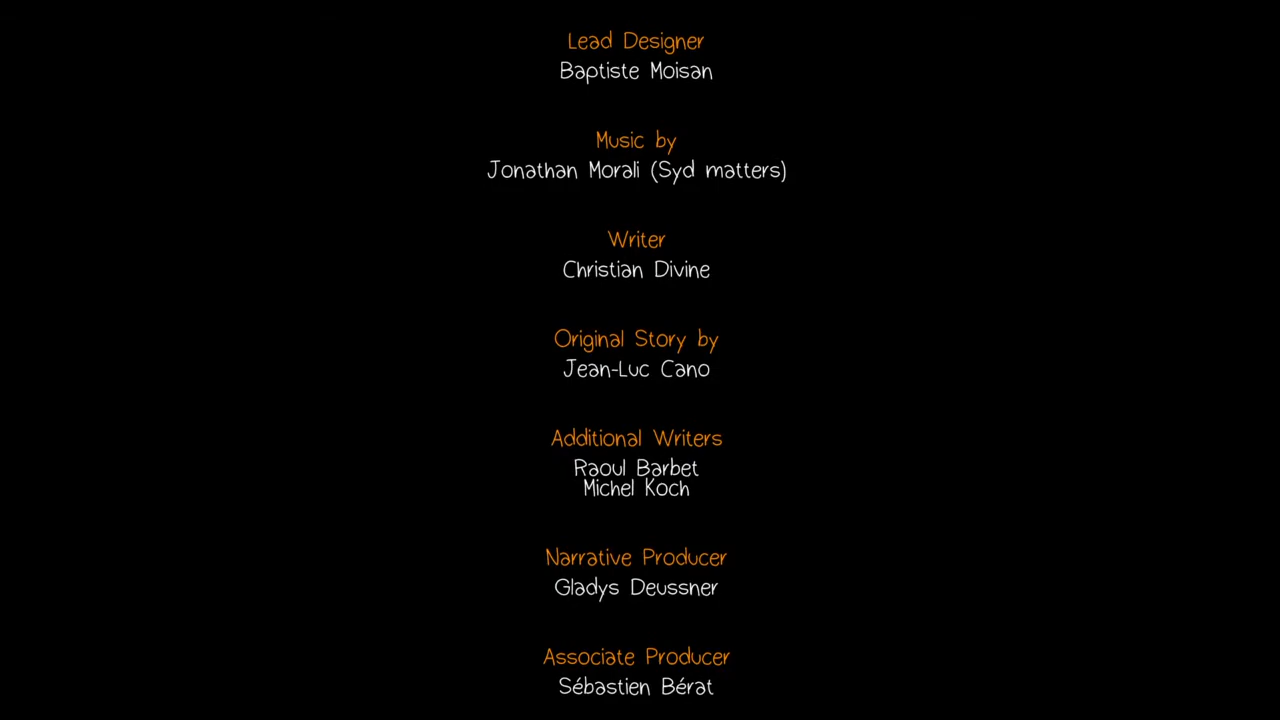 Lead Designer
Baptiste Moisan
Music by
Jonathan Morali (Syd matters)
Writer
Christian Divine
Original Story by
Jean-Luc Cano
Additional Writers
Raoul Barbet
Michel Koch
Narrative Producer
Gladys Deussner
Associate Producer
Sébastien Bérat